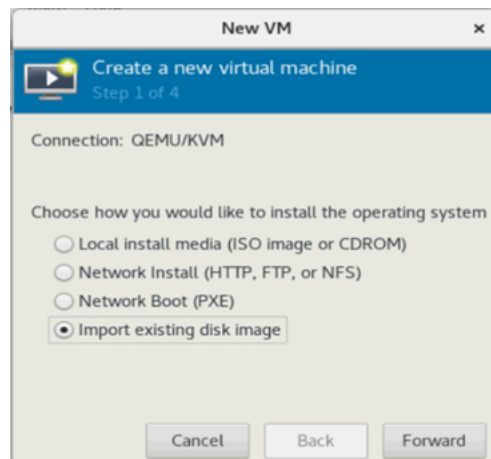 New VM
Create a new virtual machine
Step 1 of 4
Connection: QEMU/KVM
Choose how you would like to install the operating system
Local install media (ISO image or CDROM)
Network Install (HTTP, FTP, or NFS)
Network Boot (PXE)
Import existing disk image
Cancel Back Forward